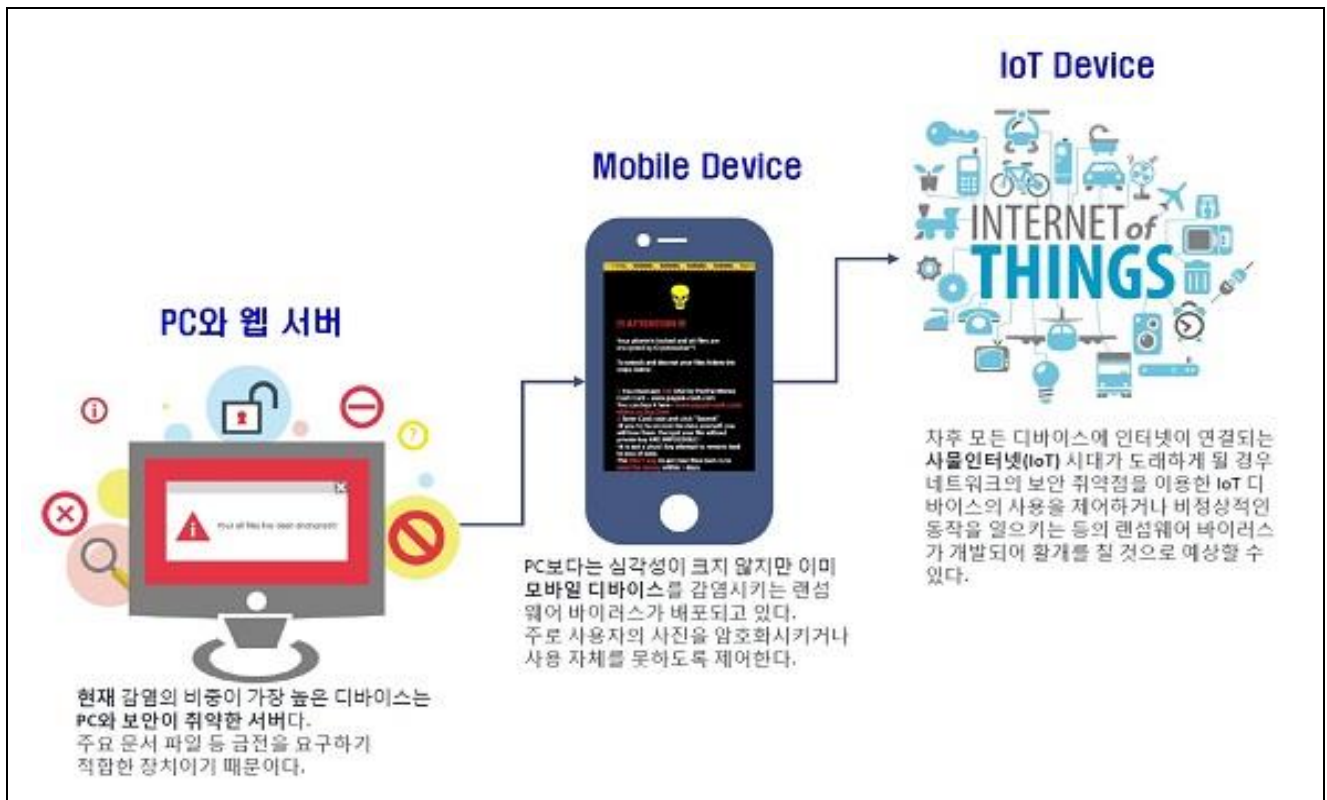 IoT Device
INTERNET of
THINGS
Mobile Device
PC와 웹 서버
!! ATTENTION !!
Your all files has been encrypted!
현재 감염의 비중이 가장 높은 디바이스는
PC와 보안이 취약한 서버다.
주요 문서 파일 등 금전을 요구하기
적합한 장치이기 때문이다.
PC보다는 심각성이 크지 않지만 이미
모바일 디바이스를 감염시키는 랜섬
웨어 바이러스가 배포되고 있다.
주로 사용자의 사진을 암호화시키거나
사용 자체를 못하도록 제어한다.
차후 모든 디바이스에 인터넷이 연결되는
사물인터넷(IoT) 시대가 도래하게 될 경우
네트워크의 보안 취약점을 이용한 IoT 디
바이스의 사용을 제어하거나 비정상적인
동작을 일으키는 등의 랜섬웨어 바이러스
가 개발되어 활개를 칠 것으로 예상할 수
있다.